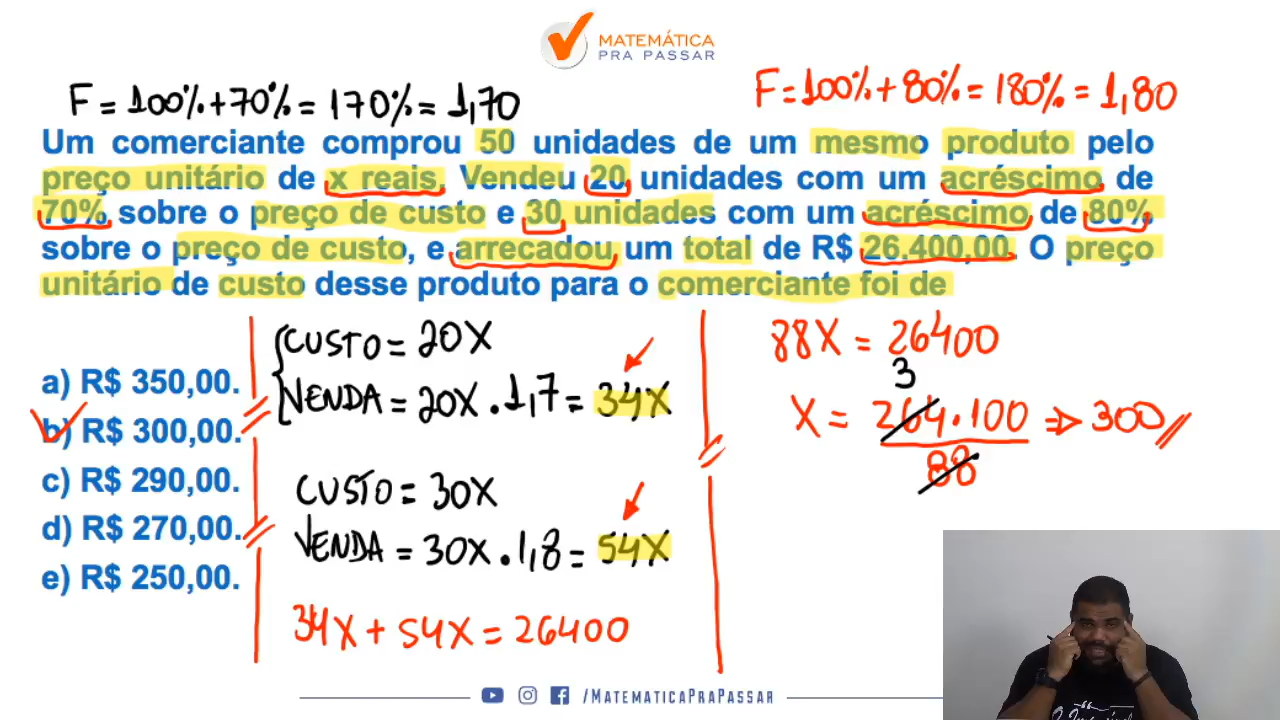 MATEMÁTICA
PRA PASSAR
F = 100% + 70% = 170% = 1,70
F = 100% + 80% = 180% = 1,80
Um comerciante comprou 50 unidades de um mesmo produto pelo
preço unitário de x reais. Vendeu 20 unidades com um acréscimo de
70% sobre o preço de custo e 30 unidades com um acréscimo de 80%
sobre o preço de custo, e arrecadou um total de R$ 26.400,00. O preço
unitário de custo desse produto para o comerciante foi de
a) R$ 350,00.
b) R$ 300,00.
c) R$ 290,00.
d) R$ 270,00.
e) R$ 250,00.
CUSTO = 20X
VENDA = 20X . 1,7 = 34X
CUSTO = 30X
VENDA = 30X . 1,8 = 54X
34X + 54X = 26400
88X = 26400
3
X = 264 . 100 => 300
88
/MATEMATICAPRAPASSAR